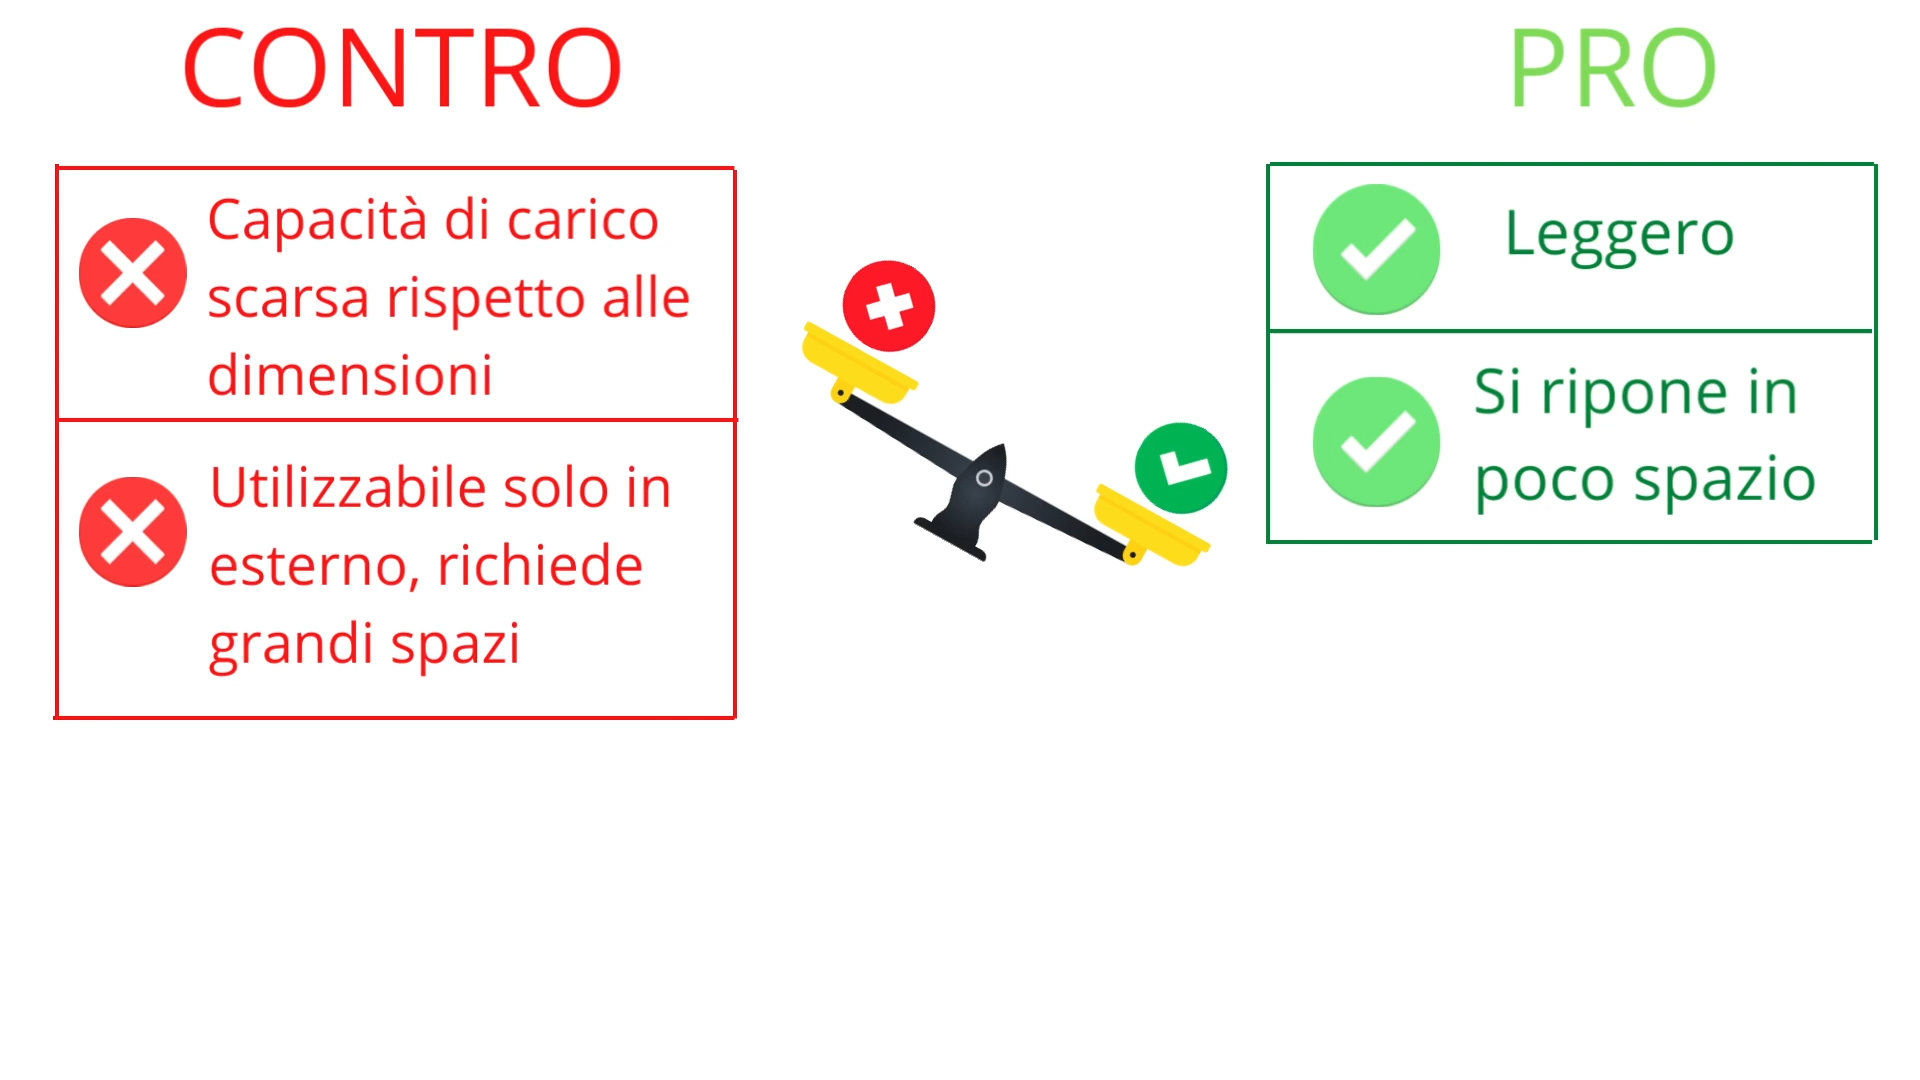 CONTRO
Capacità di carico
scarsa rispetto alle
dimensioni
Utilizzabile solo in
esterno, richiede
grandi spazi
PRO
Leggero
Si ripone in
poco spazio